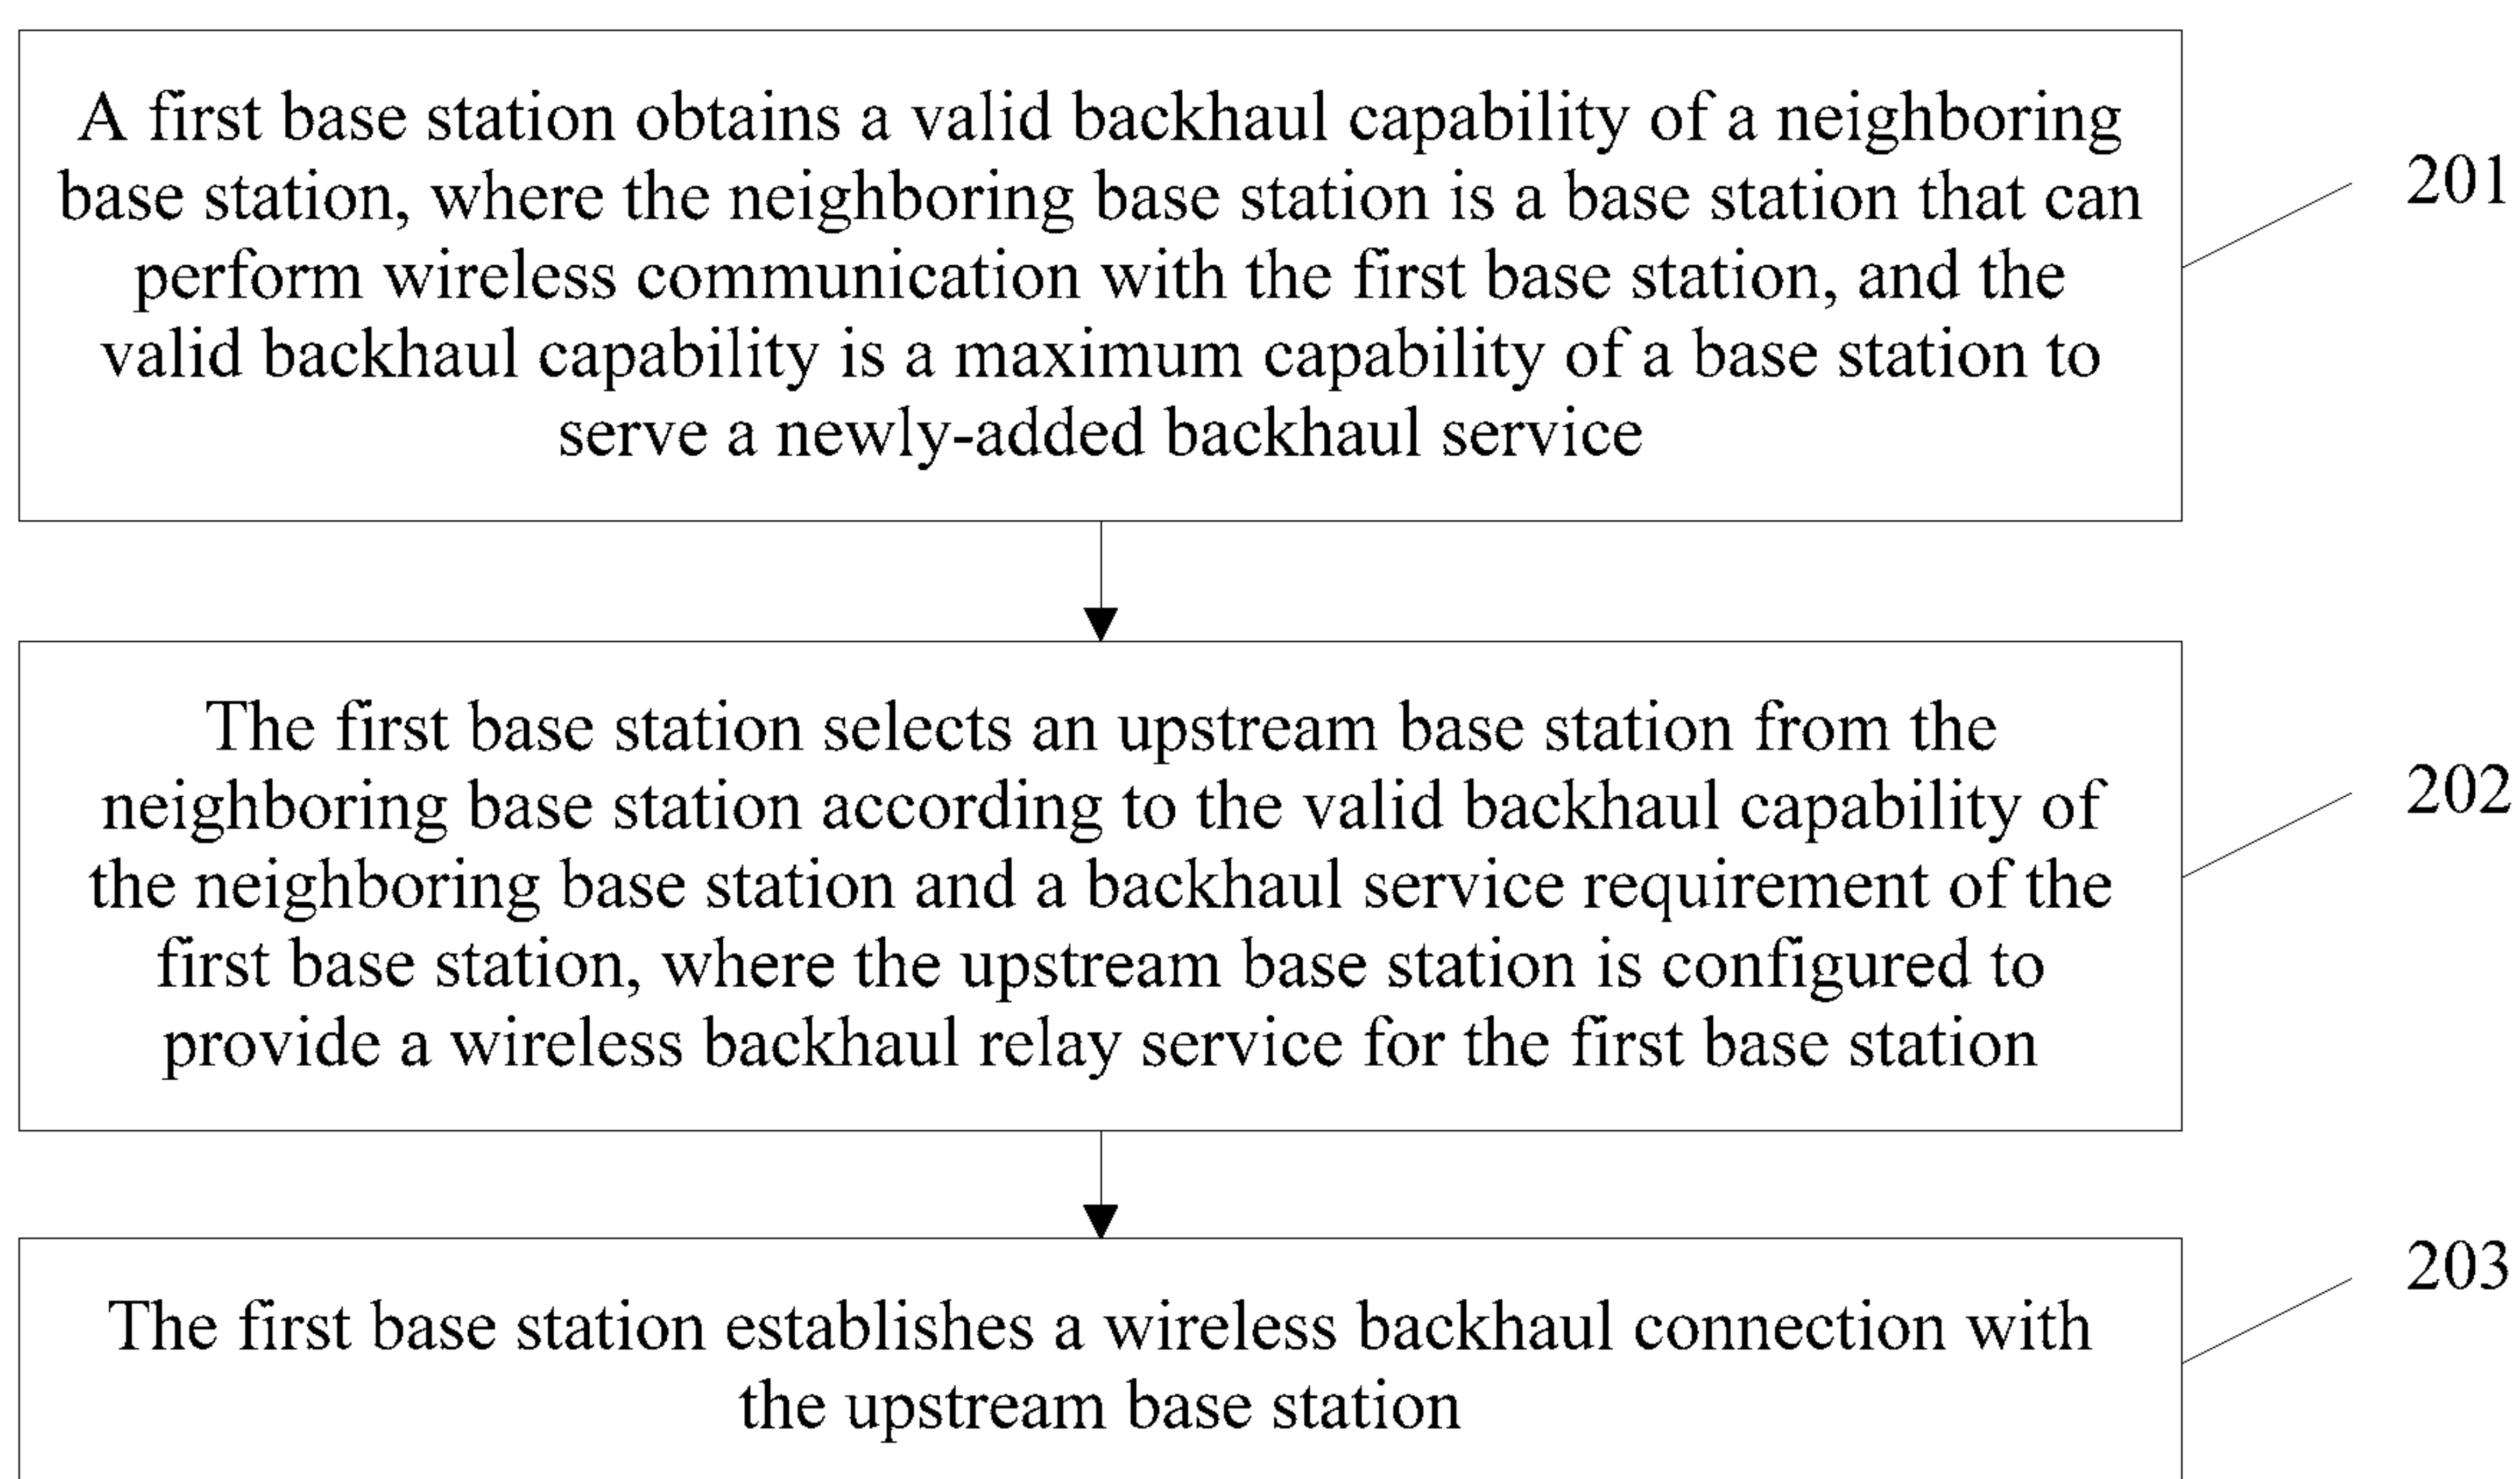 A first base station obtains a valid backhaul capability of a neighboring
base station, where the neighboring base station is a base station that can
perform wireless communication with the first base station, and the
valid backhaul capability is a maximum capability of a base station to
serve a newly-added backhaul service
201
The first base station selects an upstream base station from the
neighboring base station according to the valid backhaul capability of
the neighboring base station and a backhaul service requirement of the
first base station, where the upstream base station is configured to
provide a wireless backhaul relay service for the first base station
202
The first base station establishes a wireless backhaul connection with
the upstream base station
203